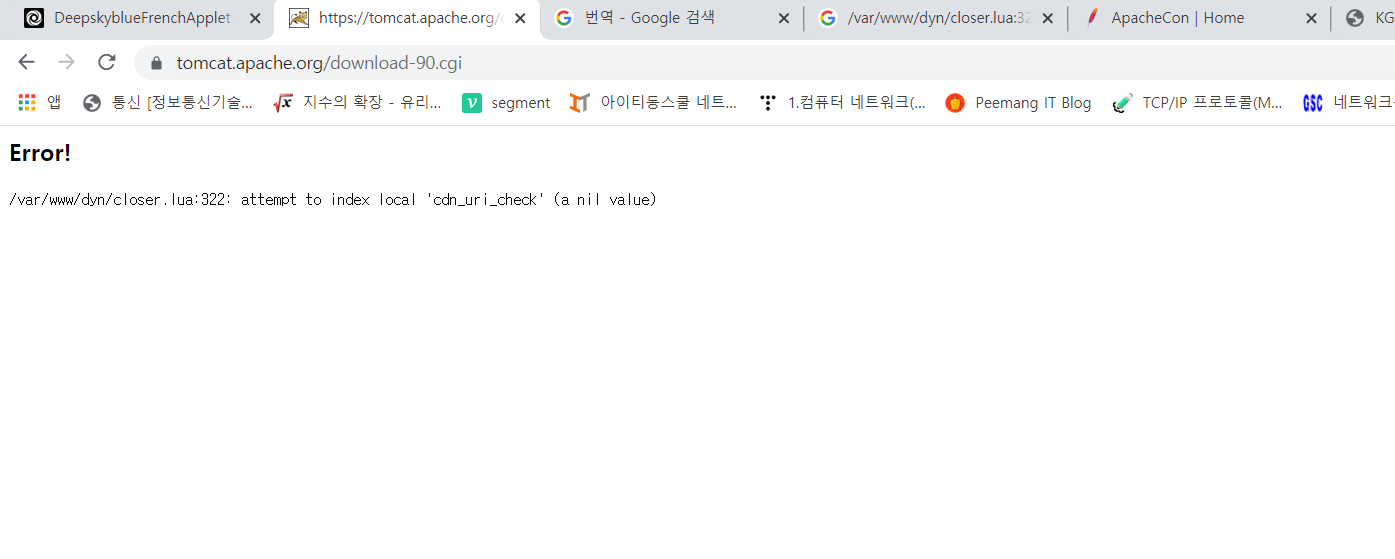 DeepskyblueFrenchApplet
https://tomcat.apache.org/
번역 - Google 검색
/var/www/dyn/closer.lua:32
ApacheCon | Home
KG
tomcat.apache.org/download-90.cgi
앱
통신 [정보통신기술...
지수의 확장 - 유리...
segment
아이티동스쿨 네트...
1.컴퓨터 네트워크(...
Peemang IT Blog
TCP/IP 프로토콜(M...
GSC
네트워크
Error!
/var/www/dyn/closer.lua:322: attempt to index local 'cdn_uri_check' (a nil value)